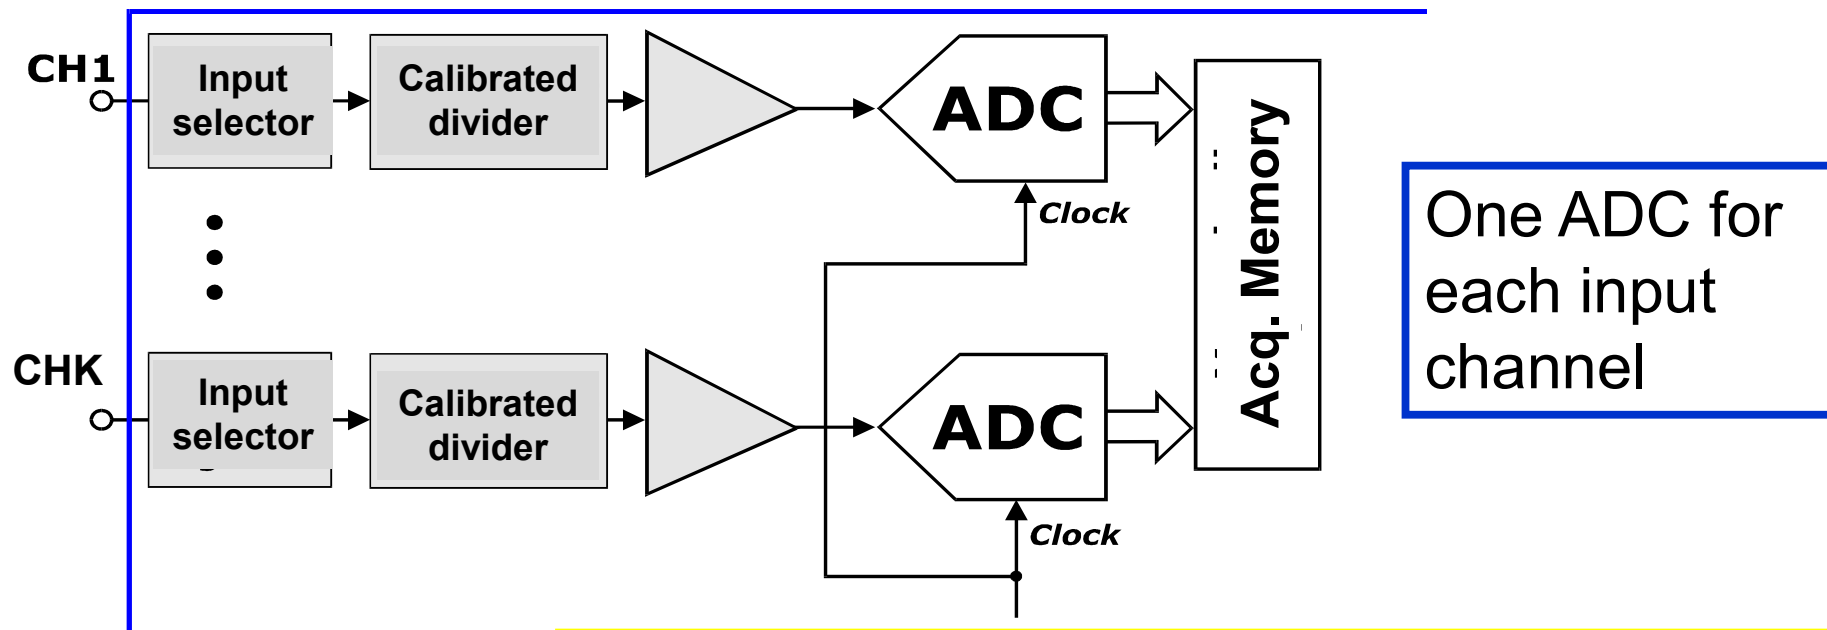 CH1
Input
selector
Calibrated
divider
ADC
Clock
Acq. Memory
One ADC for
each input
channel
CHK
Input
selector
Calibrated
divider
ADC
Clock